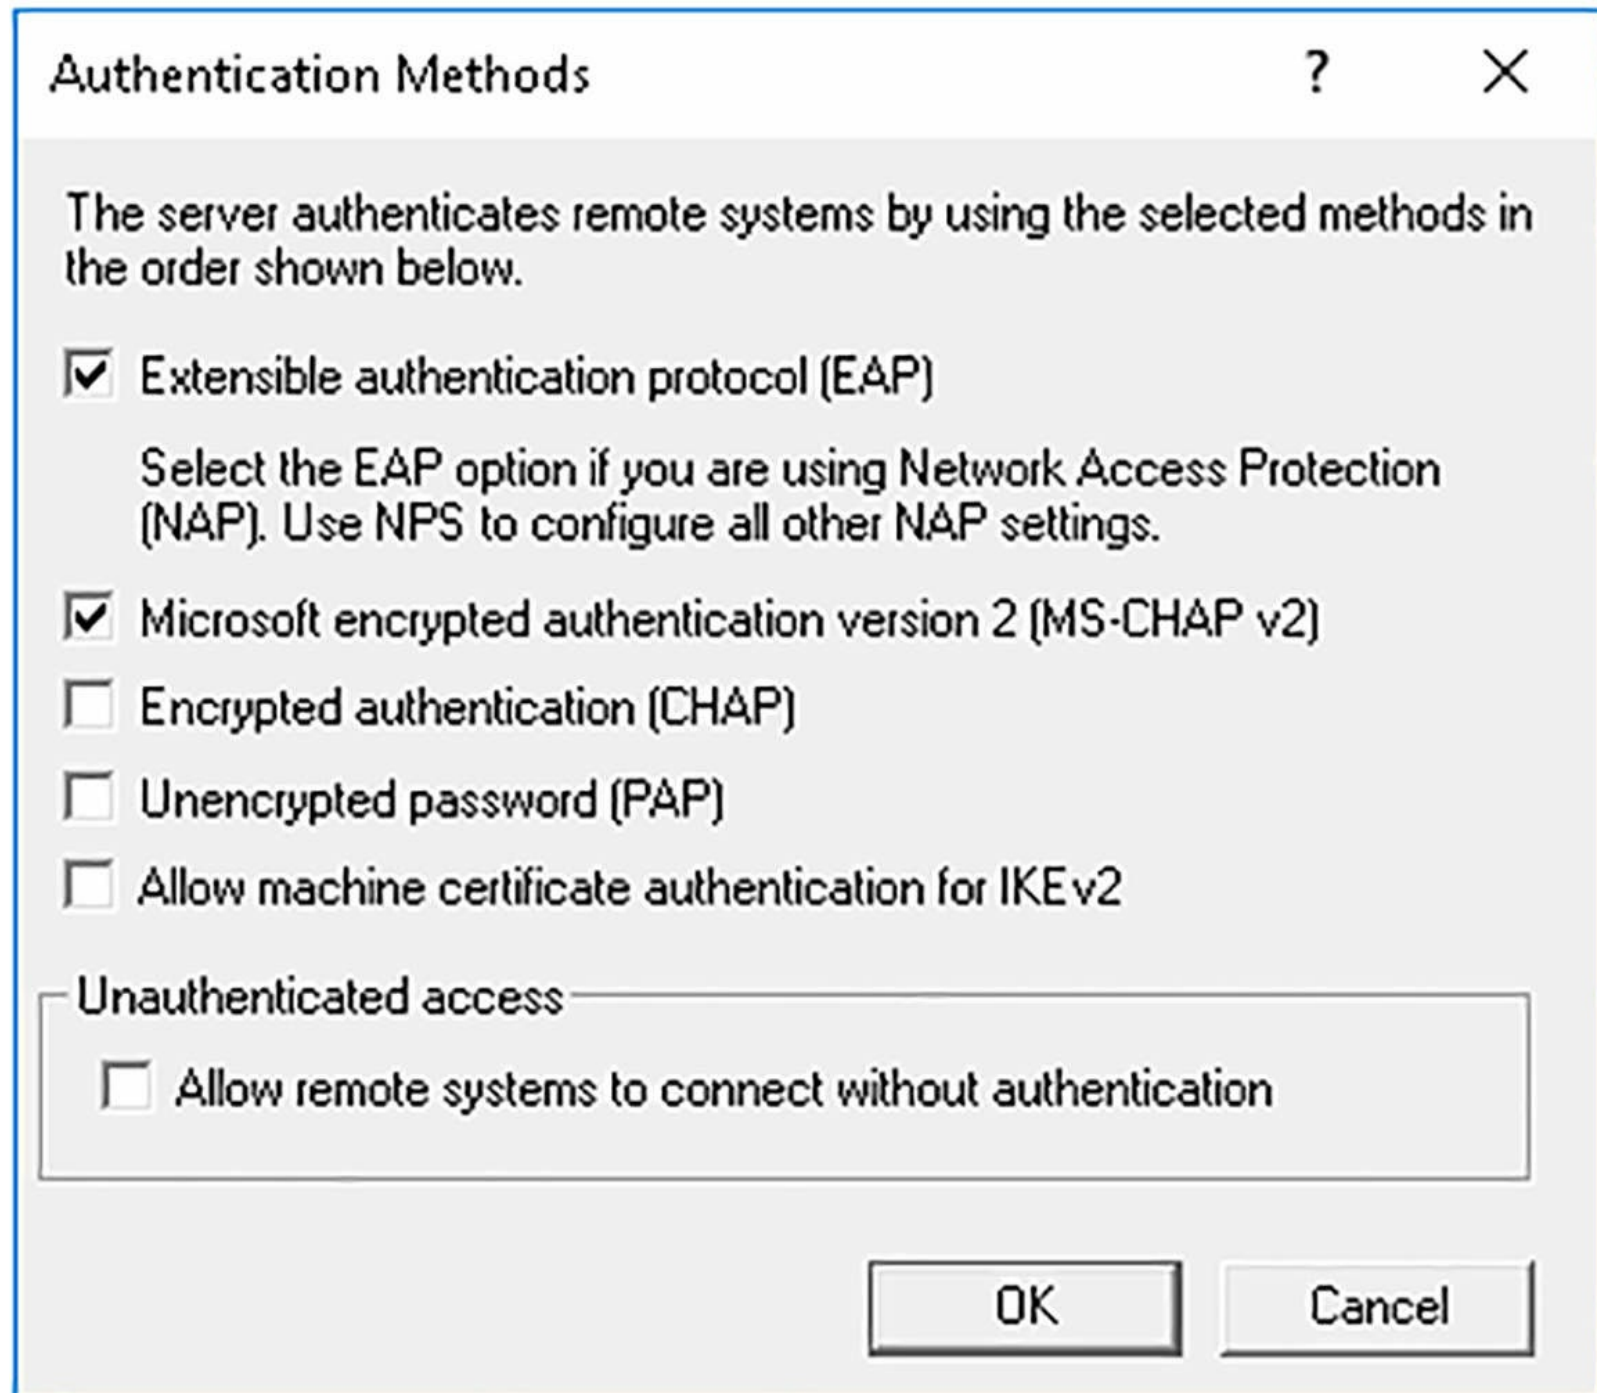 Authentication Methods ?
The server authenticates remote systems by using the selected methods in
the order shown below.
Extensible authentication protocol (EAP)
Select the EAP option if you are using Network Access Protection
(NAP). Use NPS to configure all other NAP settings.
Microsoft encrypted authentication version 2 (MS-CHAP v2)
Encrypted authentication (CHAP)
Unencrypted password (PAP)
Allow machine certificate authentication for IKEv2
Unauthenticated access
Allow remote systems to connect without authentication
OK Cancel